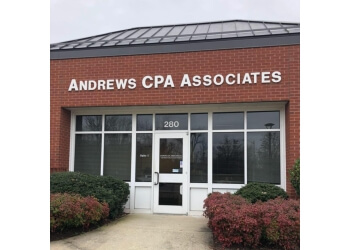 ANDREWS CPA ASSOCIATES
280